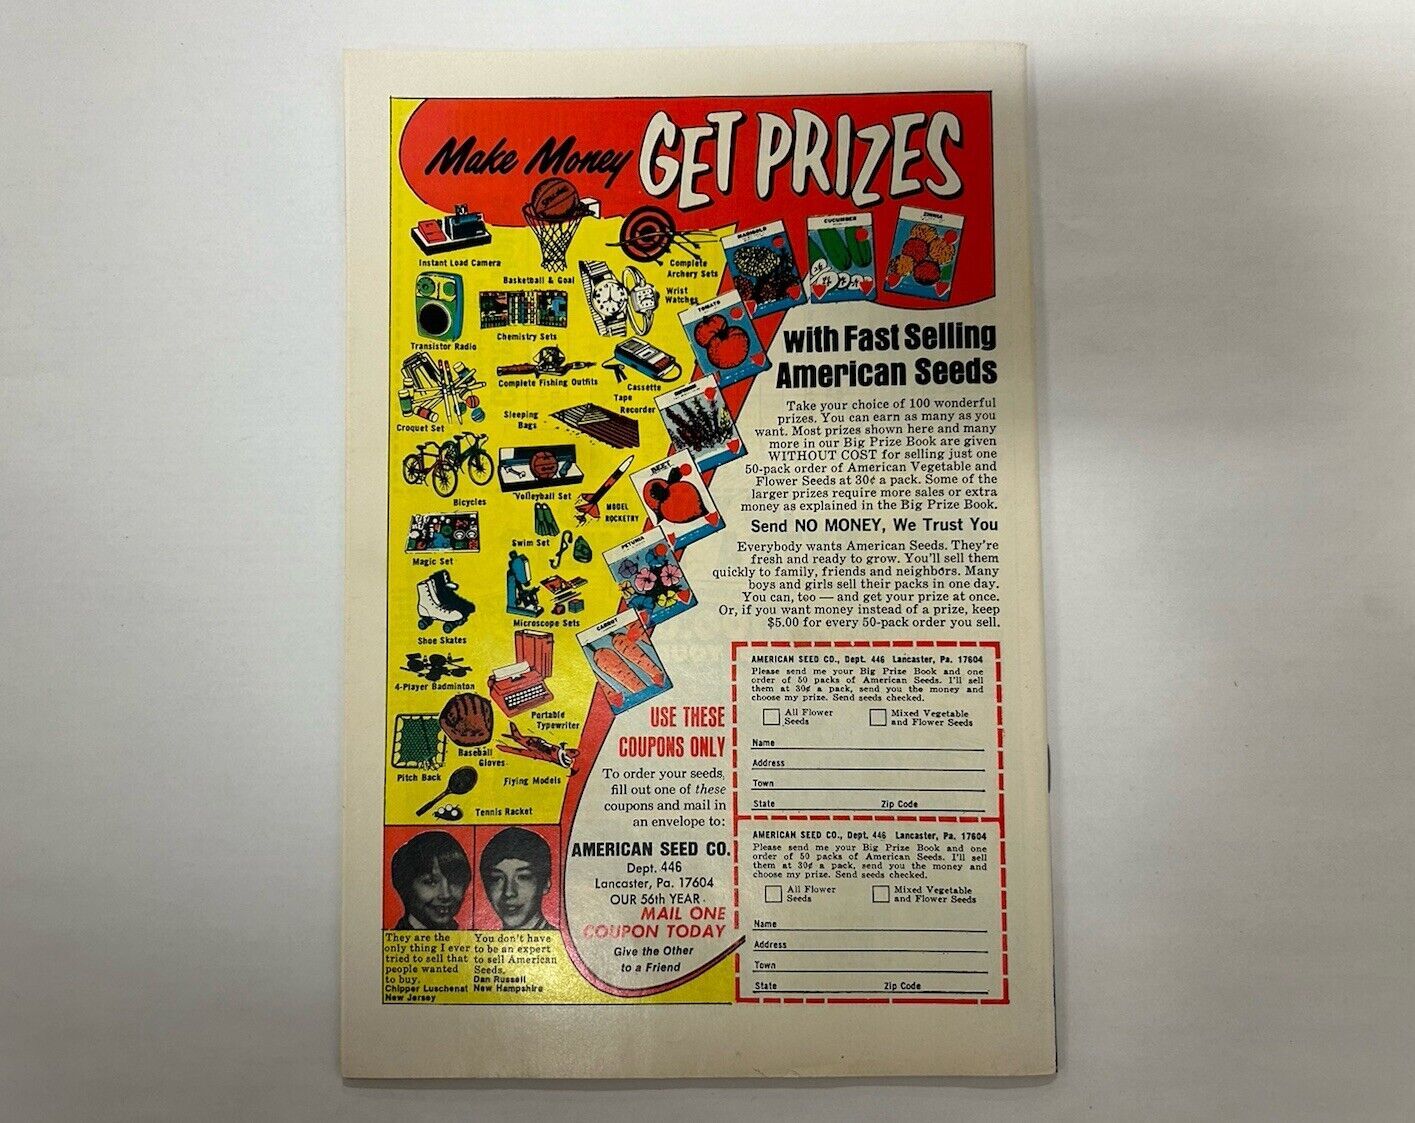 Make Money GET PRIZES
SPALDING
Instant Load Camera
Basketball & Goal
Complete
Archery Sets
Wrist
Watches
Transistor Radio
Chemistry Sets
Complete Fishing Outfits
Cassette
Tape
Recorder
Croquet Set
Sleeping
Bags
Bicycles
Volleyball Set
MODEL
ROCKETRY
Magic Set
Swim Set
Shoe Skates
Microscope Sets
4-Player Badminton
Portable
Typewriter
Baseball
Gloves
Pitch Back
Flying Models
Tennis Racket
MARIGOLD
CUCUMBER
ZINNIA
TOMATO
BEET
PETUNIA
CARROT
with Fast Selling
American Seeds
Take your choice of 100 wonderful
prizes. You can earn as many as you
want. Most prizes shown here and many
more in our Big Prize Book are given
WITHOUT COST for selling just one
50-pack order of American Vegetable and
Flower Seeds at 30¢ a pack. Some of the
larger prizes require more sales or extra
money as explained in the Big Prize Book.
Send NO MONEY, We Trust You
Everybody wants American Seeds. They're
fresh and ready to grow. You'll sell them
quickly to family, friends and neighbors. Many
boys and girls sell their packs in one day.
You can, too — and get your prize at once.
Or, if you want money instead of a prize, keep
$5.00 for every 50-pack order you sell.
USE THESE
COUPONS ONLY
To order your seeds,
fill out one of these
coupons and mail in
an envelope to:
AMERICAN SEED CO.
Dept. 446
Lancaster, Pa. 17604
OUR 56th YEAR
MAIL ONE
COUPON TODAY
Give the Other
to a Friend
AMERICAN SEED CO., Dept. 446 Lancaster, Pa. 17604
Please send me your Big Prize Book and one
order of 50 packs of American Seeds. I'll sell
them at 30¢ a pack, send you the money and
choose my prize. Send seeds checked.
All Flower
Seeds
Mixed Vegetable
and Flower Seeds
Name
Address
Town
State Zip Code
AMERICAN SEED CO., Dept. 446 Lancaster, Pa. 17604
Please send me your Big Prize Book and one
order of 50 packs of American Seeds. I'll sell
them at 30¢ a pack, send you the money and
choose my prize. Send seeds checked.
All Flower
Seeds
Mixed Vegetable
and Flower Seeds
Name
Address
Town
State Zip Code
They are the
only thing I ever
tried to sell that
people wanted
to buy.
Chipper Luschenat
New Jersey
You don't have
to be an expert
to sell American
Seeds.
Dan Russell
New Hampshire